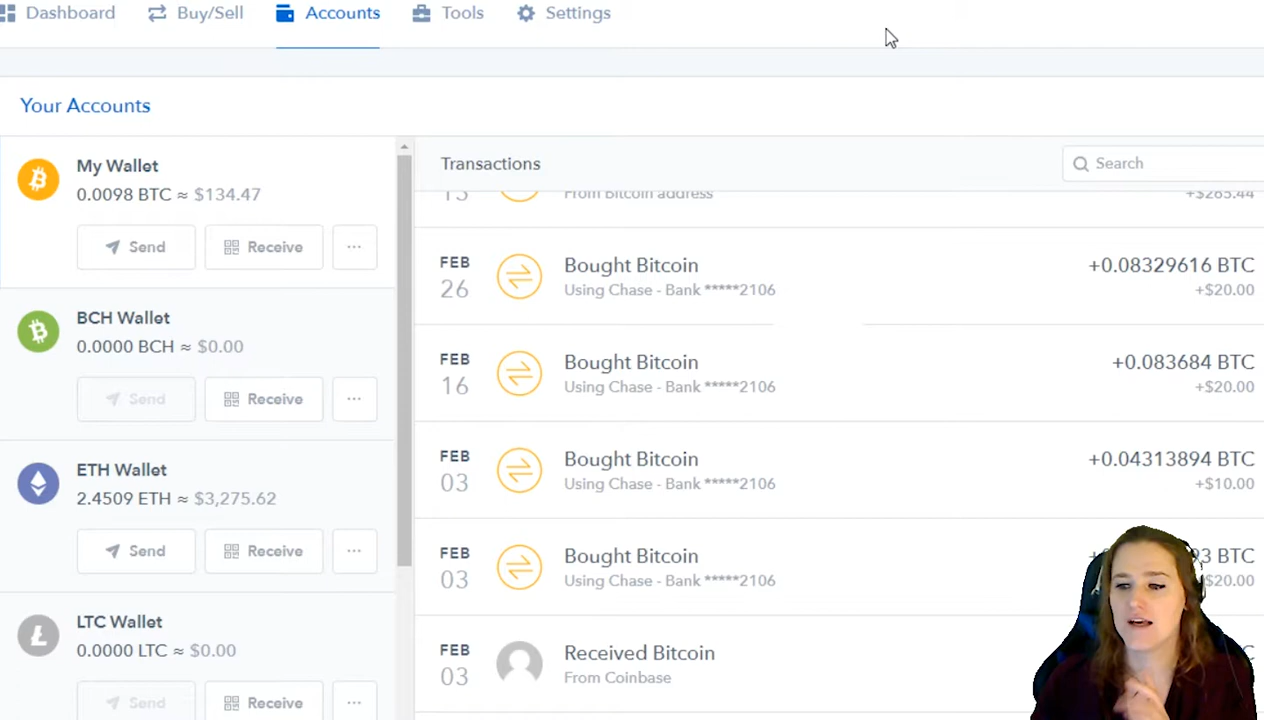 Dashboard
Buy/Sell
Accounts
Tools
Settings
Your Accounts
My Wallet
0.0098 BTC ≈ $134.47
Send
Receive
...
BCH Wallet
0.0000 BCH ≈ $0.00
Send
Receive
...
ETH Wallet
2.4509 ETH ≈ $3,275.62
Send
Receive
...
LTC Wallet
0.0000 LTC ≈ $0.00
Send
Receive
...
Transactions
Search
From Bitcoin address
+$265.44
FEB
26
Bought Bitcoin
Using Chase - Bank *****2106
+0.08329616 BTC
+$20.00
FEB
16
Bought Bitcoin
Using Chase - Bank *****2106
+0.083684 BTC
+$20.00
FEB
03
Bought Bitcoin
Using Chase - Bank *****2106
+0.04313894 BTC
+$10.00
FEB
03
Bought Bitcoin
Using Chase - Bank *****2106
BTC
$20.00
FEB
03
Received Bitcoin
From Coinbase